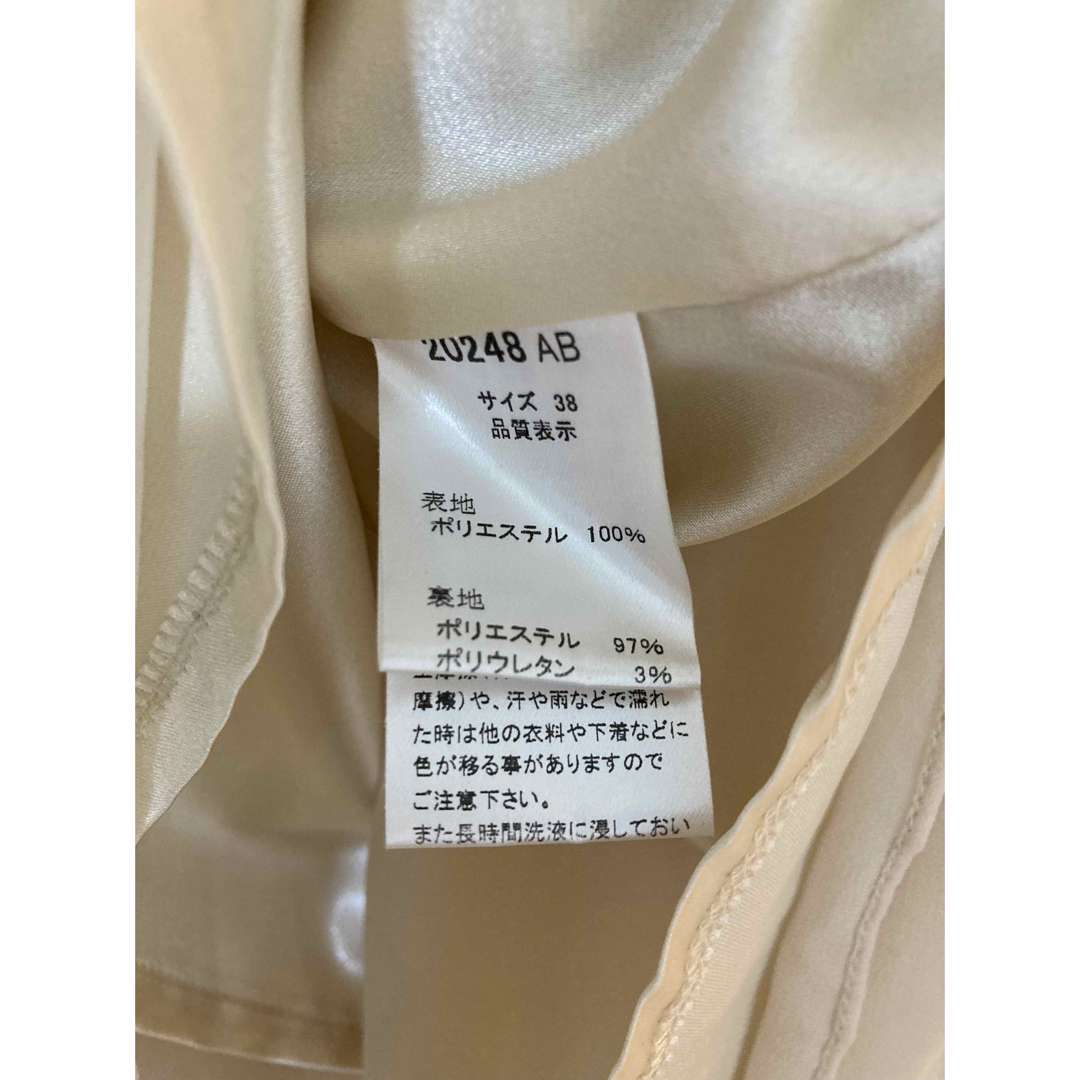 20248 AB
サイズ 38
品質表示
表地
ポリエステル 100%
裏地
ポリエステル 97%
ポリウレタン 3%
摩擦)や、汗や雨などで濡れ
た時は他の衣料や下着などに
色が移る事がありますので
ご注意下さい。
また長時間洗液に浸しておい